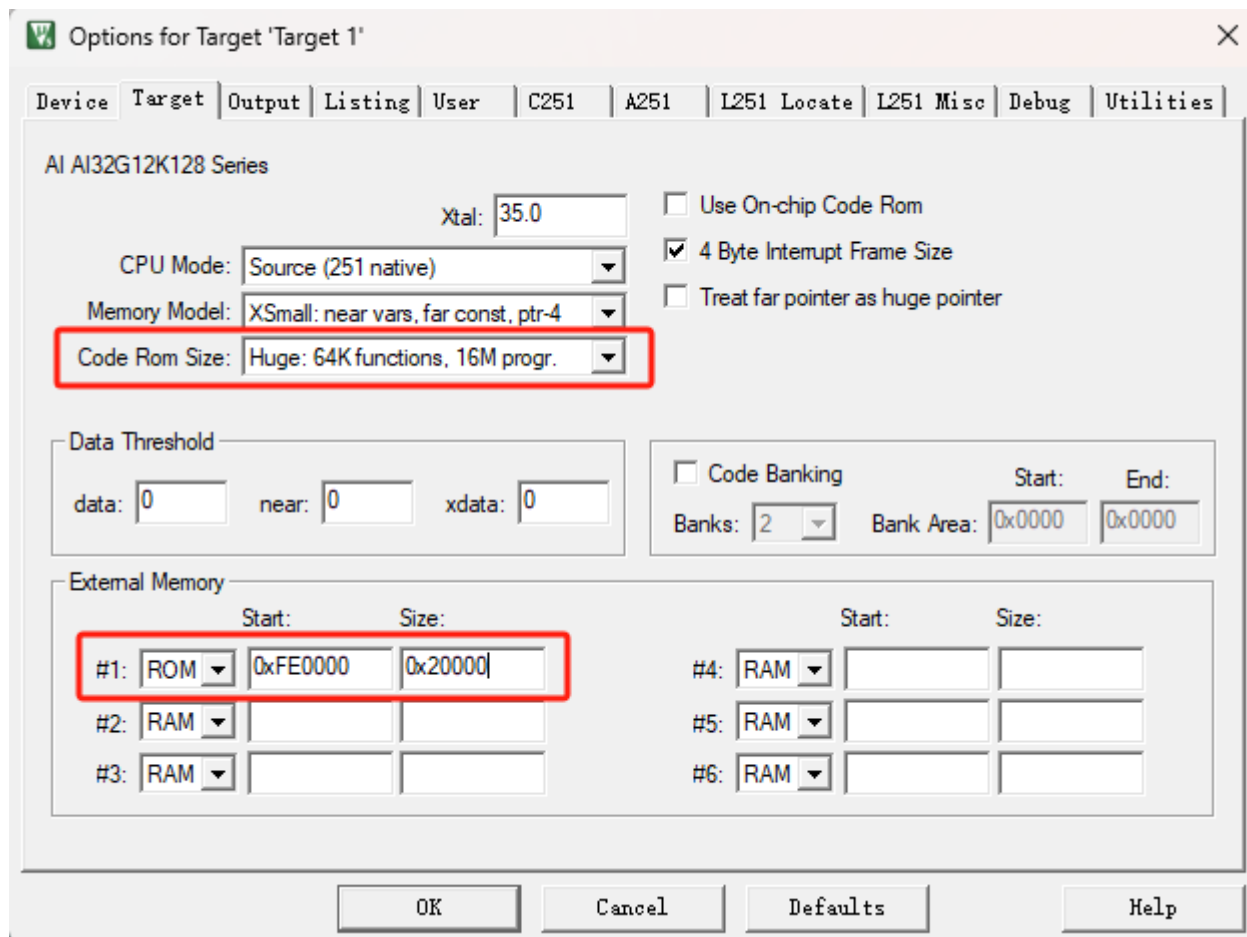 Options for Target 'Target 1'
Device Target Output Listing User C251 A251 L251 Locate L251 Misc Debug Utilities
AI AI32G12K128 Series
Xtal: 35.0
Use On-chip Code Rom
CPU Mode: Source (251 native)
4 Byte Interrupt Frame Size
Memory Model: XSmall: near vars, far const, ptr-4
Treat far pointer as huge pointer
Code Rom Size: Huge: 64K functions, 16M progr.
Data Threshold
data: 0 near: 0 xdata: 0
Code Banking Start: End:
Banks: 2 Bank Area: 0x0000 0x0000
External Memory
Start: Size: Start: Size:
#1: ROM 0xFE0000 0x20000 #4: RAM
#2: RAM #5: RAM
#3: RAM #6: RAM
OK Cancel Defaults Help